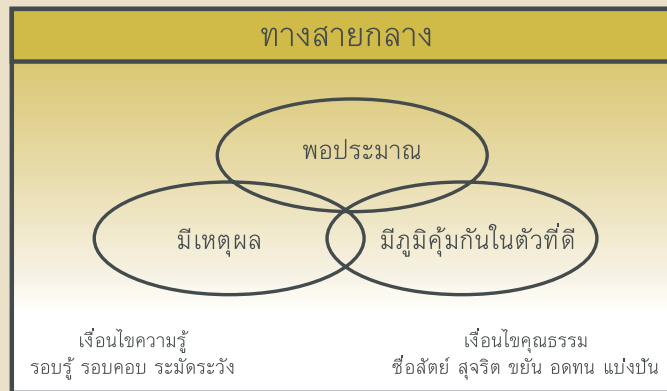 ทางสายกลาง
พอประมาณ
มีเหตุผล
มีภูมิคุ้มกันในตัวที่ดี
เงื่อนไขความรู้
รอบรู้ รอบคอบ ระมัดระวัง
เงื่อนไขคุณธรรม
ซื่อสัตย์ สุจริต ขยัน อดทน แบ่งปัน